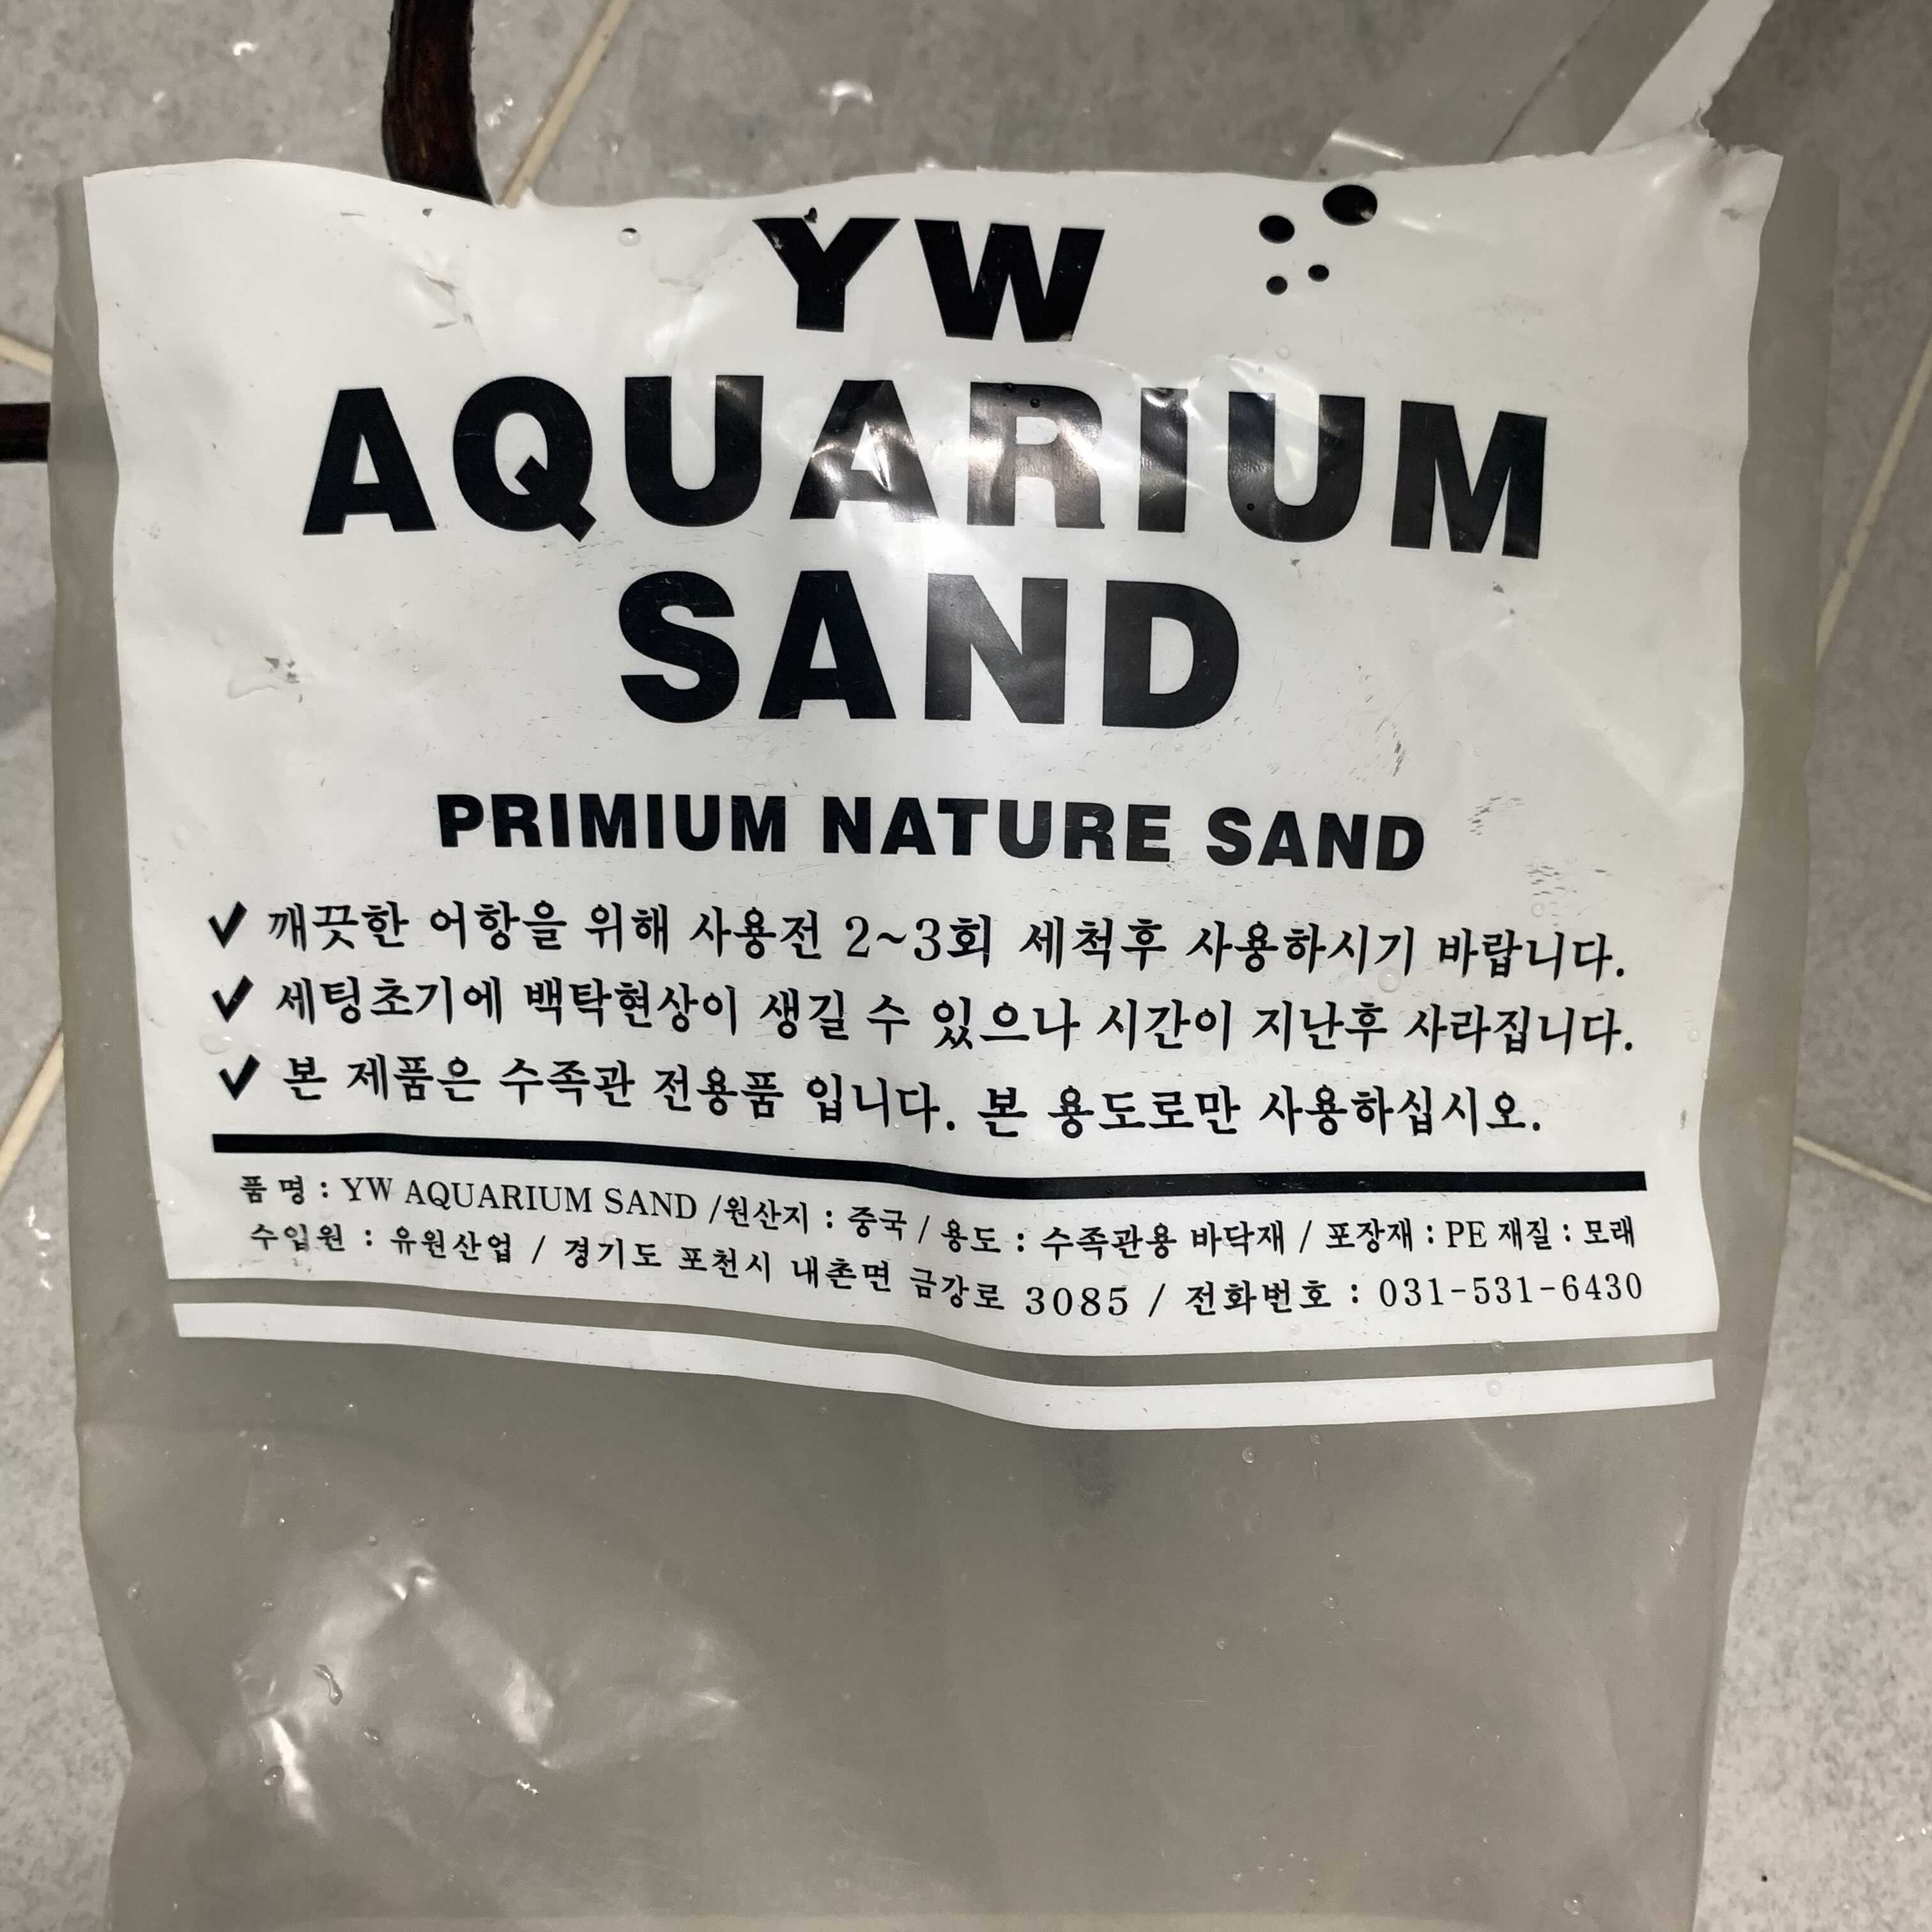 YW
AQUARIUM
SAND
PRIMIUM NATURE SAND
✓ 깨끗한 어항을 위해 사용전 2~3회 세척후 사용하시기 바랍니다.
✓ 세팅초기에 백탁현상이 생길 수 있으나 시간이 지난후 사라집니다.
✓ 본 제품은 수족관 전용품 입니다. 본 용도로만 사용하십시오.
품 명 : YW AQUARIUM SAND /원산지 : 중국 / 용도 : 수족관용 바닥재 / 포장재 : PE 재질 : 모래
수입원 : 유원산업 / 경기도 포천시 내촌면 금강로 3085 / 전화번호 : 031-531-6430